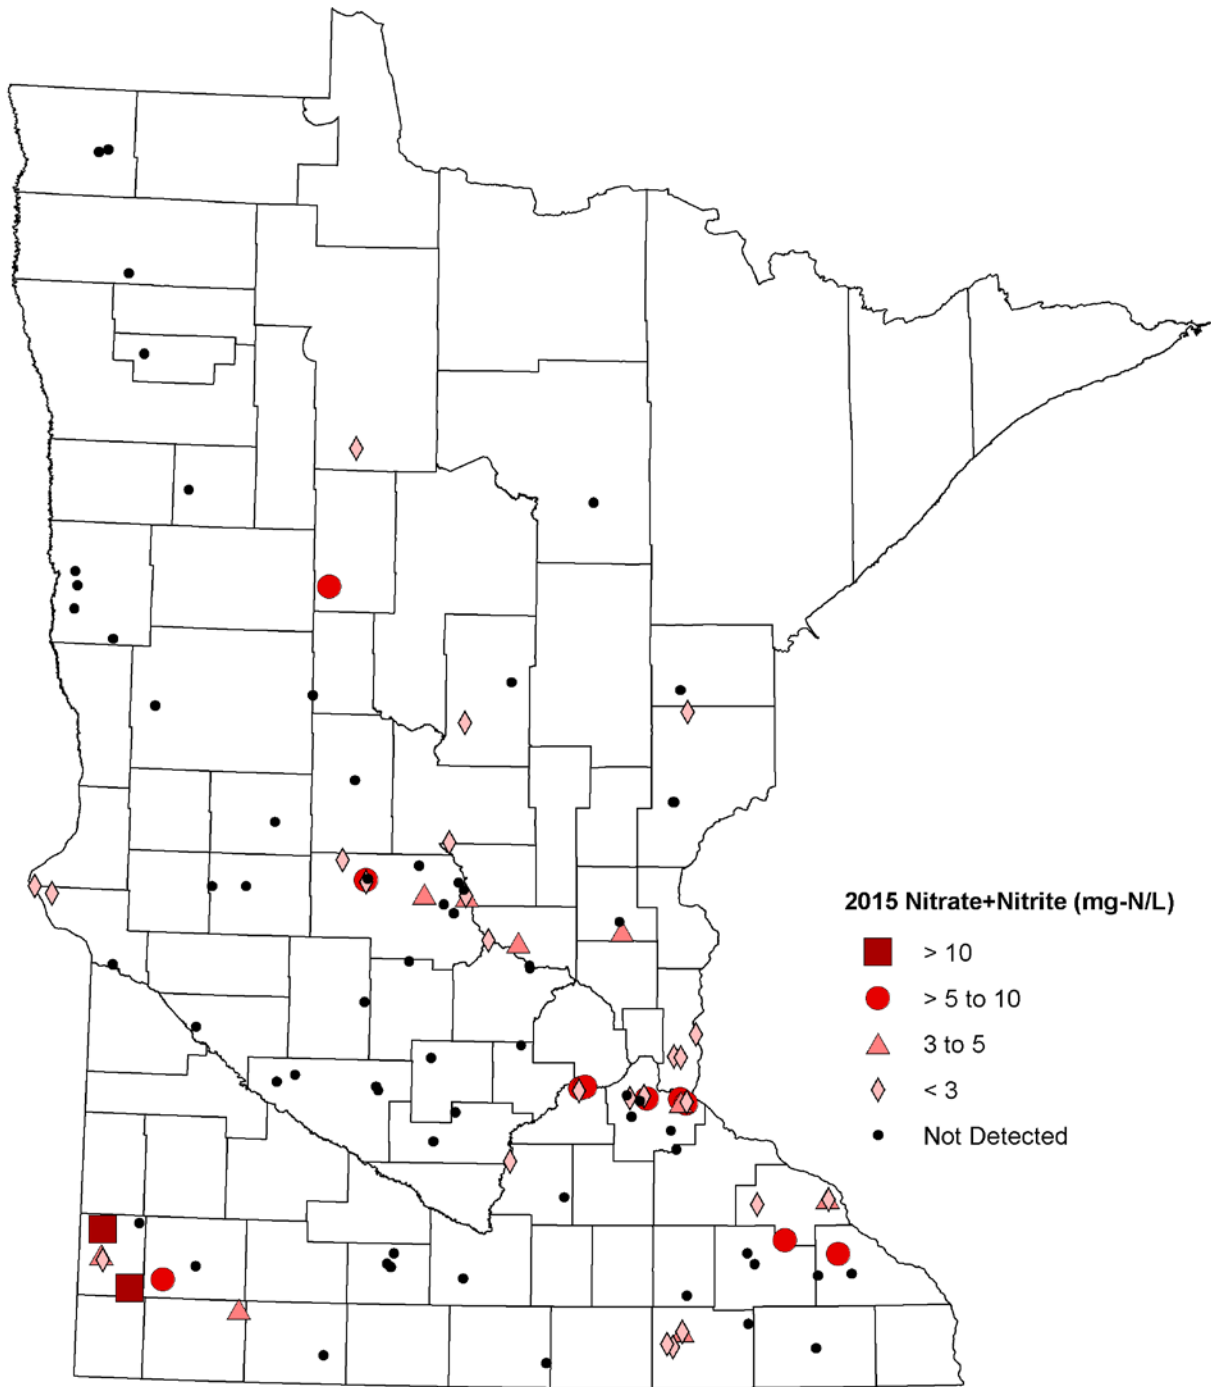 2015 Nitrate+Nitrite (mg-N/L)
> 10
> 5 to 10
3 to 5
< 3
Not Detected